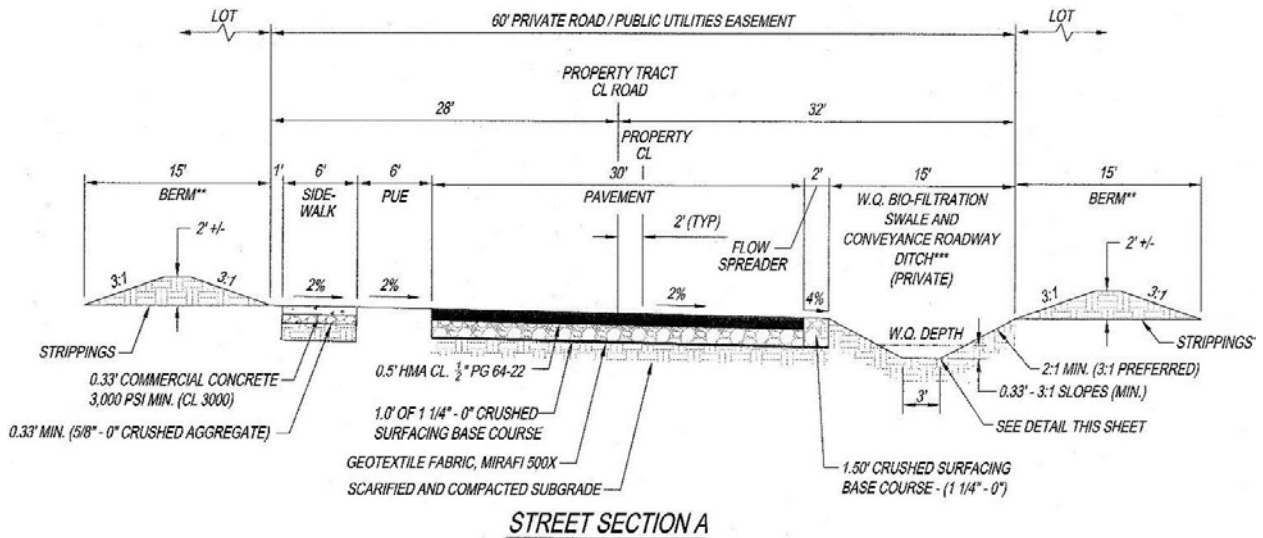 LOT
60' PRIVATE ROAD / PUBLIC UTILITIES EASEMENT
LOT
PROPERTY TRACT
CL ROAD
28'
32'
PROPERTY
CL
15'
BERM**
1'
6'
SIDE-
WALK
6'
PUE
30'
PAVEMENT
2'
15'
W.Q. BIO-FILTRATION
SWALE AND
CONVEYANCE ROADWAY
DITCH***
(PRIVATE)
15'
BERM**
2' +/-
2' (TYP)
FLOW
SPREADER
2' +/-
3:1
3:1
2%
2%
2%
4%
3:1
3:1
W.Q. DEPTH
STRIPPINGS
STRIPPINGS
0.33' COMMERCIAL CONCRETE
3,000 PSI MIN. (CL 3000)
0.33' MIN. (5/8" - 0" CRUSHED AGGREGATE)
0.5' HMA CL. 1/2" PG 64-22
1.0' OF 1 1/4" - 0" CRUSHED
SURFACING BASE COURSE
GEOTEXTILE FABRIC, MIRAFI 500X
SCARIFIED AND COMPACTED SUBGRADE
3'
2:1 MIN. (3:1 PREFERRED)
0.33' - 3:1 SLOPES (MIN.)
SEE DETAIL THIS SHEET
1.50' CRUSHED SURFACING
BASE COURSE - (1 1/4" - 0")
STREET SECTION A